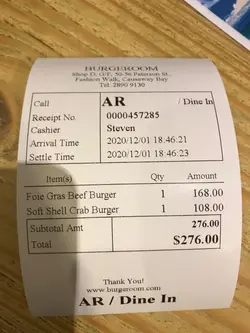 BURGEROOM
Shop D, G/F, 50-56 Paterson St.,
Fashion Walk, Causeway Bay
Tel: 2890 9130
Call AR / Dine In
Receipt No. 0000457285
Cashier Steven
Arrival Time 2020/12/01 18:46:21
Settle Time 2020/12/01 18:46:23
Item(s) Qty Amount
Foie Gras Beef Burger 1 168.00
Soft Shell Crab Burger 1 108.00
Subtotal Amt 276.00
Total $276.00
Thank You!
www.burgeroom.com
AR / Dine In